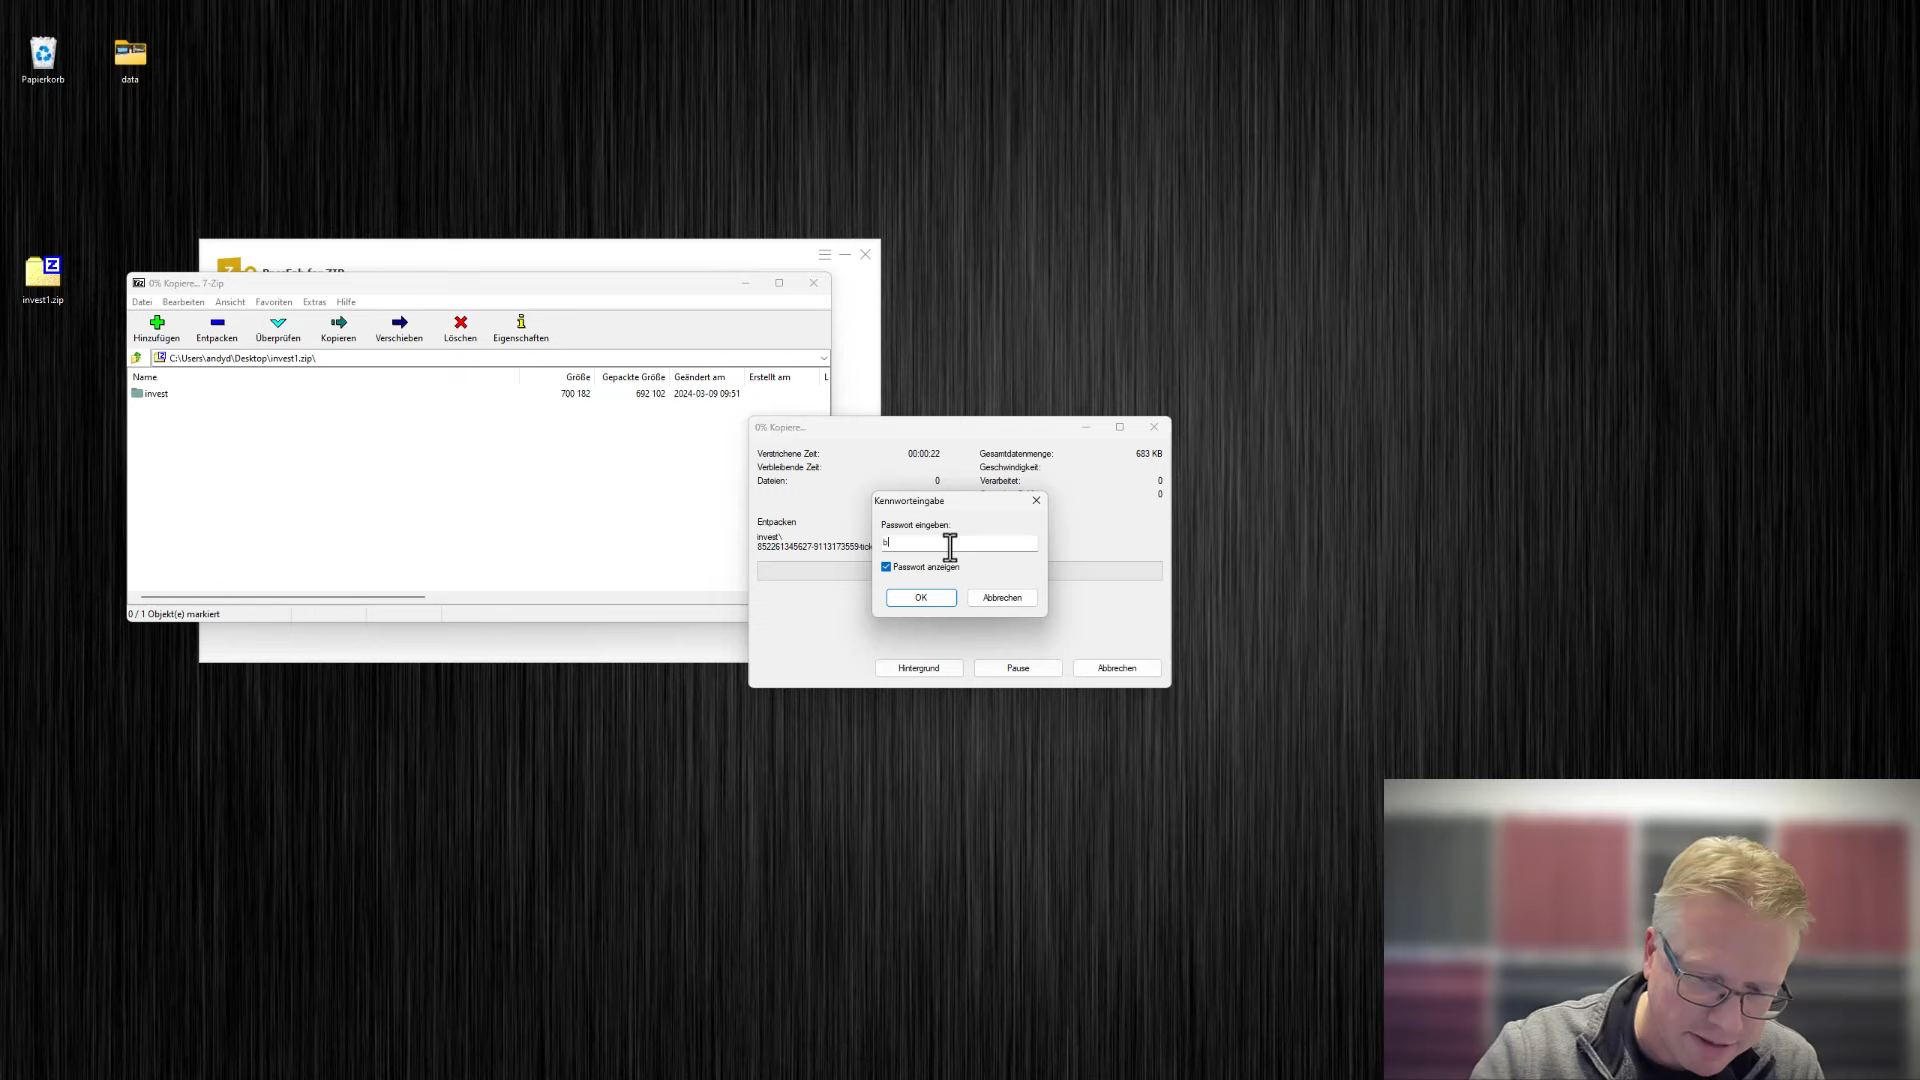 Papierkorb
data
invest1.zip
0% Kopiere... 7-Zip
Datei Bearbeiten Ansicht Favoriten Extras Hilfe
Hinzufügen Entpacken Überprüfen Kopieren Verschieben Löschen Eigenschaften
C:\Users\andyd\Desktop\invest1.zip\
Name Größe Gepackte Größe Geändert am Erstellt am L
invest 700 182 692 102 2024-03-09 09:51
0 / 1 Objekt(e) markiert
0% Kopiere...
Verstrichene Zeit: 00:00:22 Gesamtdatenmenge: 683 KB
Verbleibende Zeit: Geschwindigkeit:
Dateien: 0 Verarbeitet: 0
0
Entpacken
invest\
852261345627-9113173559-tick
Kennworteingabe
Passwort eingeben:
b
Passwort anzeigen
OK Abbrechen
Hintergrund Pause Abbrechen